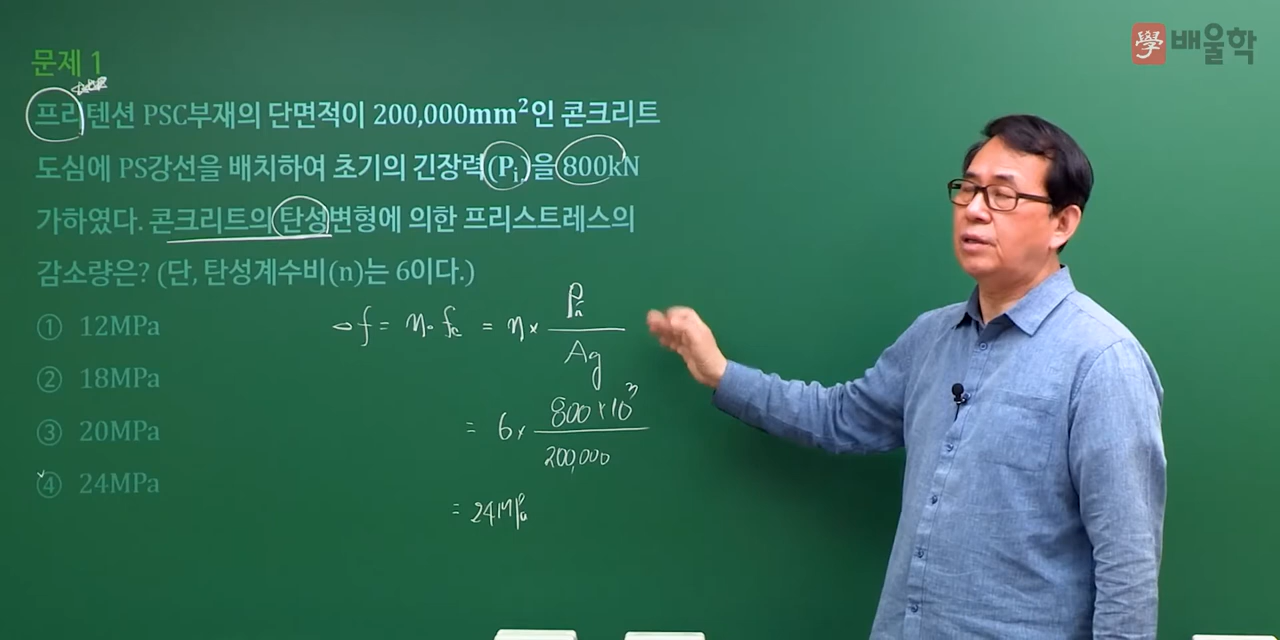 學 배울학
문제 1
프리텐션 PSC부재의 단면적이 200,000mm²인 콘크리트
도심에 PS강선을 배치하여 초기의 긴장력(Pᵢ)을 800kN
가하였다. 콘크리트의 탄성변형에 의한 프리스트레스의
감소량은? (단, 탄성계수비(n)는 6이다.)
① 12MPa
② 18MPa
③ 20MPa
④ 24MPa
△f = n · fc = n × Pi / Ag
= 6 × 800 × 10³ / 200,000
= 24MPa